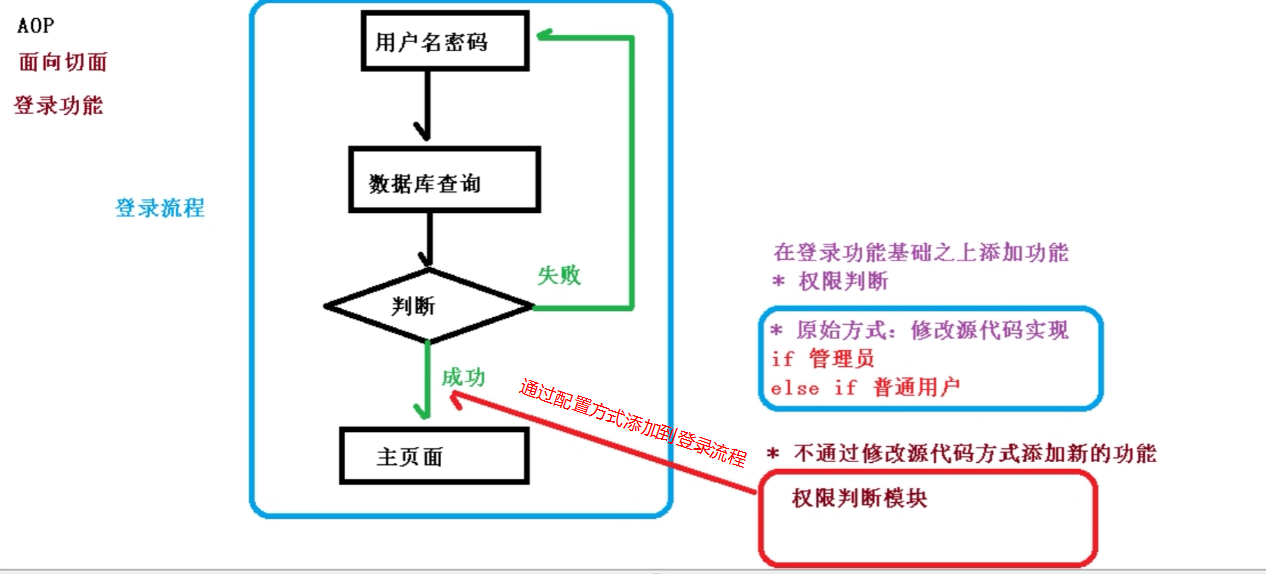 AOP
面向切面
登录功能
登录流程
用户名密码
数据库查询
判断
失败
成功
主页面
通过配置方式添加到登录流程
在登录功能基础之上添加功能
* 权限判断
* 原始方式：修改源代码实现
if 管理员
else if 普通用户
* 不通过修改源代码方式添加新的功能
权限判断模块